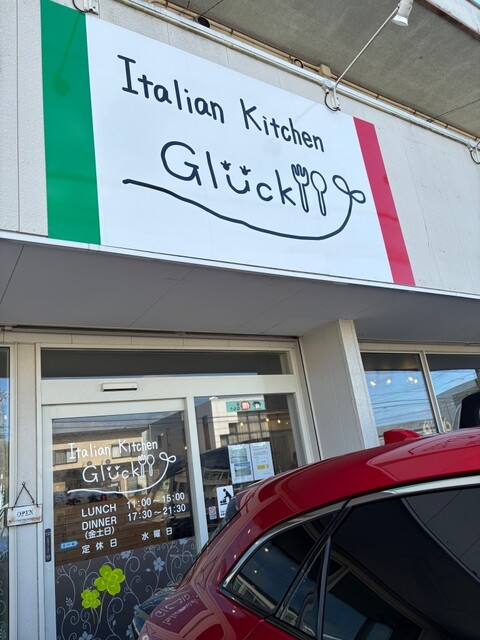 Italian Kitchen
Glück
Italian Kitchen
Glück
LUNCH 11:00~15:00
DINNER 17:30~21:30
(金土日)
定休日 水曜日
OPEN